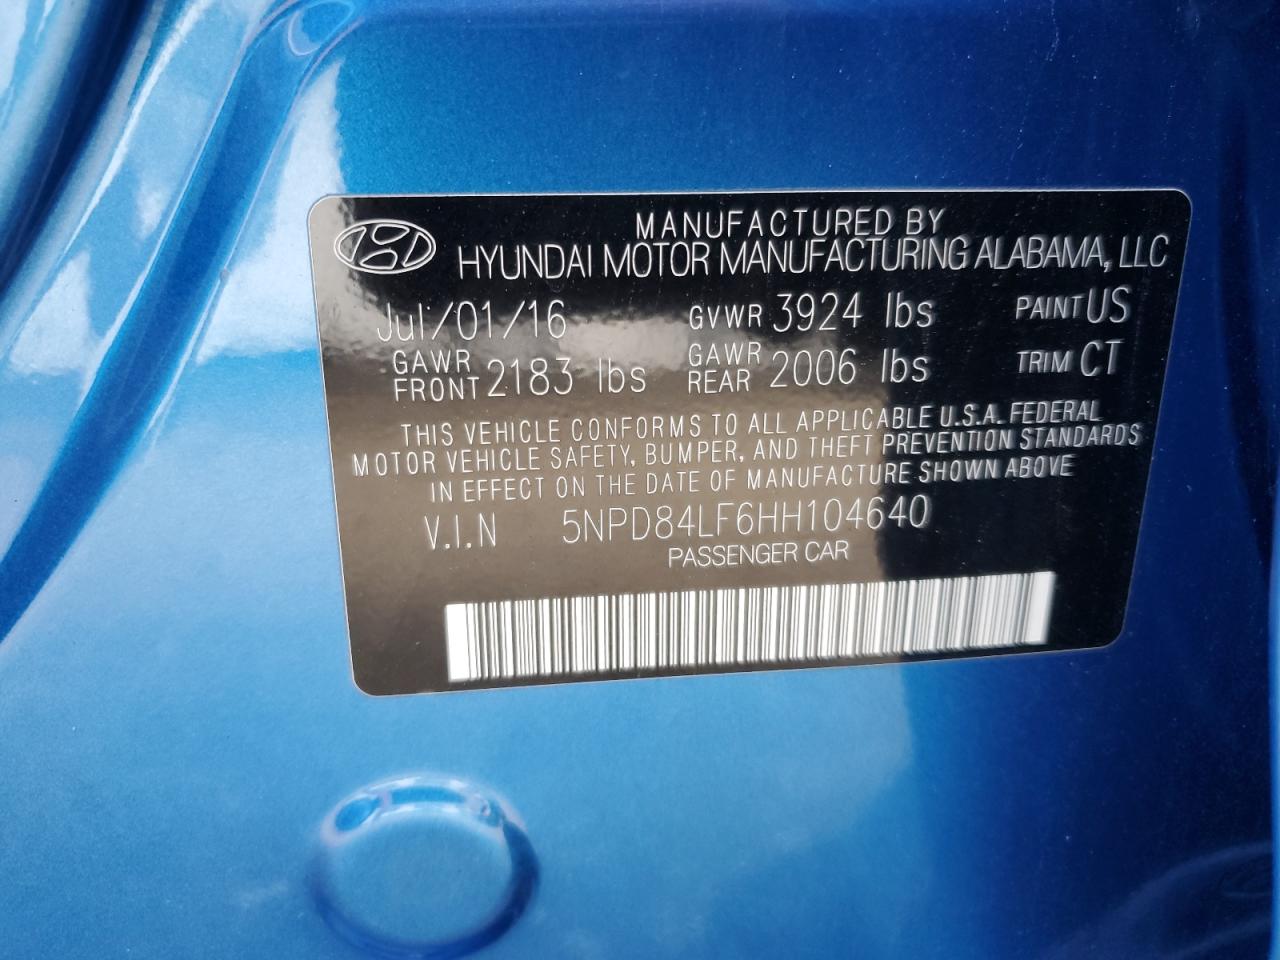 MANUFACTURED BY
HYUNDAI MOTOR MANUFACTURING ALABAMA, LLC
Jul/01/16 GVWR 3924 lbs PAINT US
GAWR FRONT 2183 lbs GAWR REAR 2006 lbs TRIM CT
THIS VEHICLE CONFORMS TO ALL APPLICABLE U.S.A. FEDERAL
MOTOR VEHICLE SAFETY, BUMPER, AND THEFT PREVENTION STANDARDS
IN EFFECT ON THE DATE OF MANUFACTURE SHOWN ABOVE
V.I.N 5NPD84LF6HH104640
PASSENGER CAR